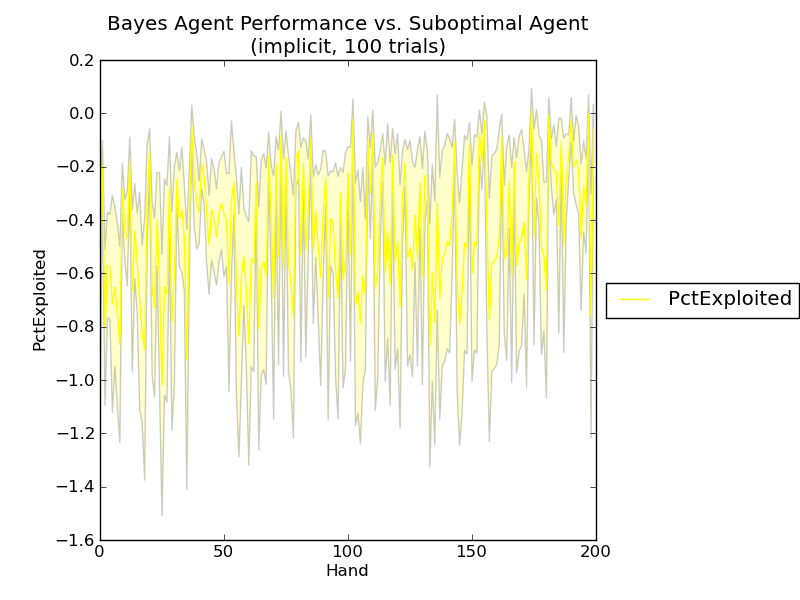 Bayes Agent Performance vs. Suboptimal Agent
(implicit, 100 trials)
0.2
0.0
−0.2
−0.4
−0.6
−0.8
−1.0
−1.2
−1.4
−1.6
PctExploited
0 50 100 150 200
Hand
PctExploited